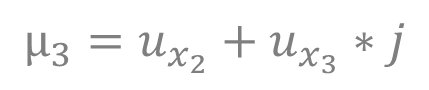 μ₃ = u_{x₂} + u_{x₃} * j